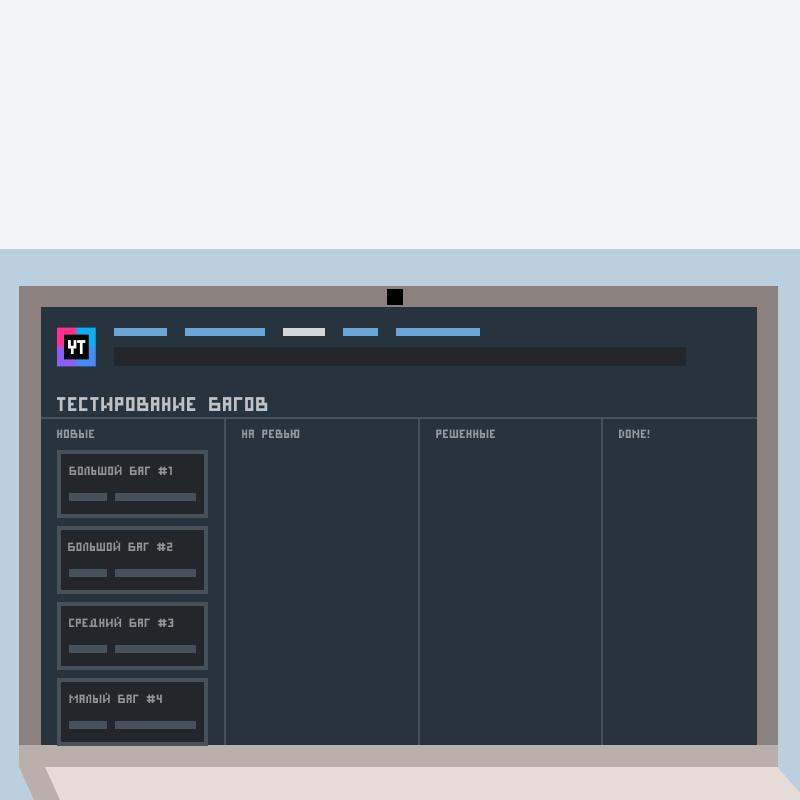 YT
ТЕСТИРОВАНИЕ БАГОВ
НОВЫЕ
НА РЕВЬЮ
РЕШЕННЫЕ
DONE!
БОЛЬШОЙ БАГ #1
БОЛЬШОЙ БАГ #2
СРЕДНИЙ БАГ #3
МАЛЫЙ БАГ #4